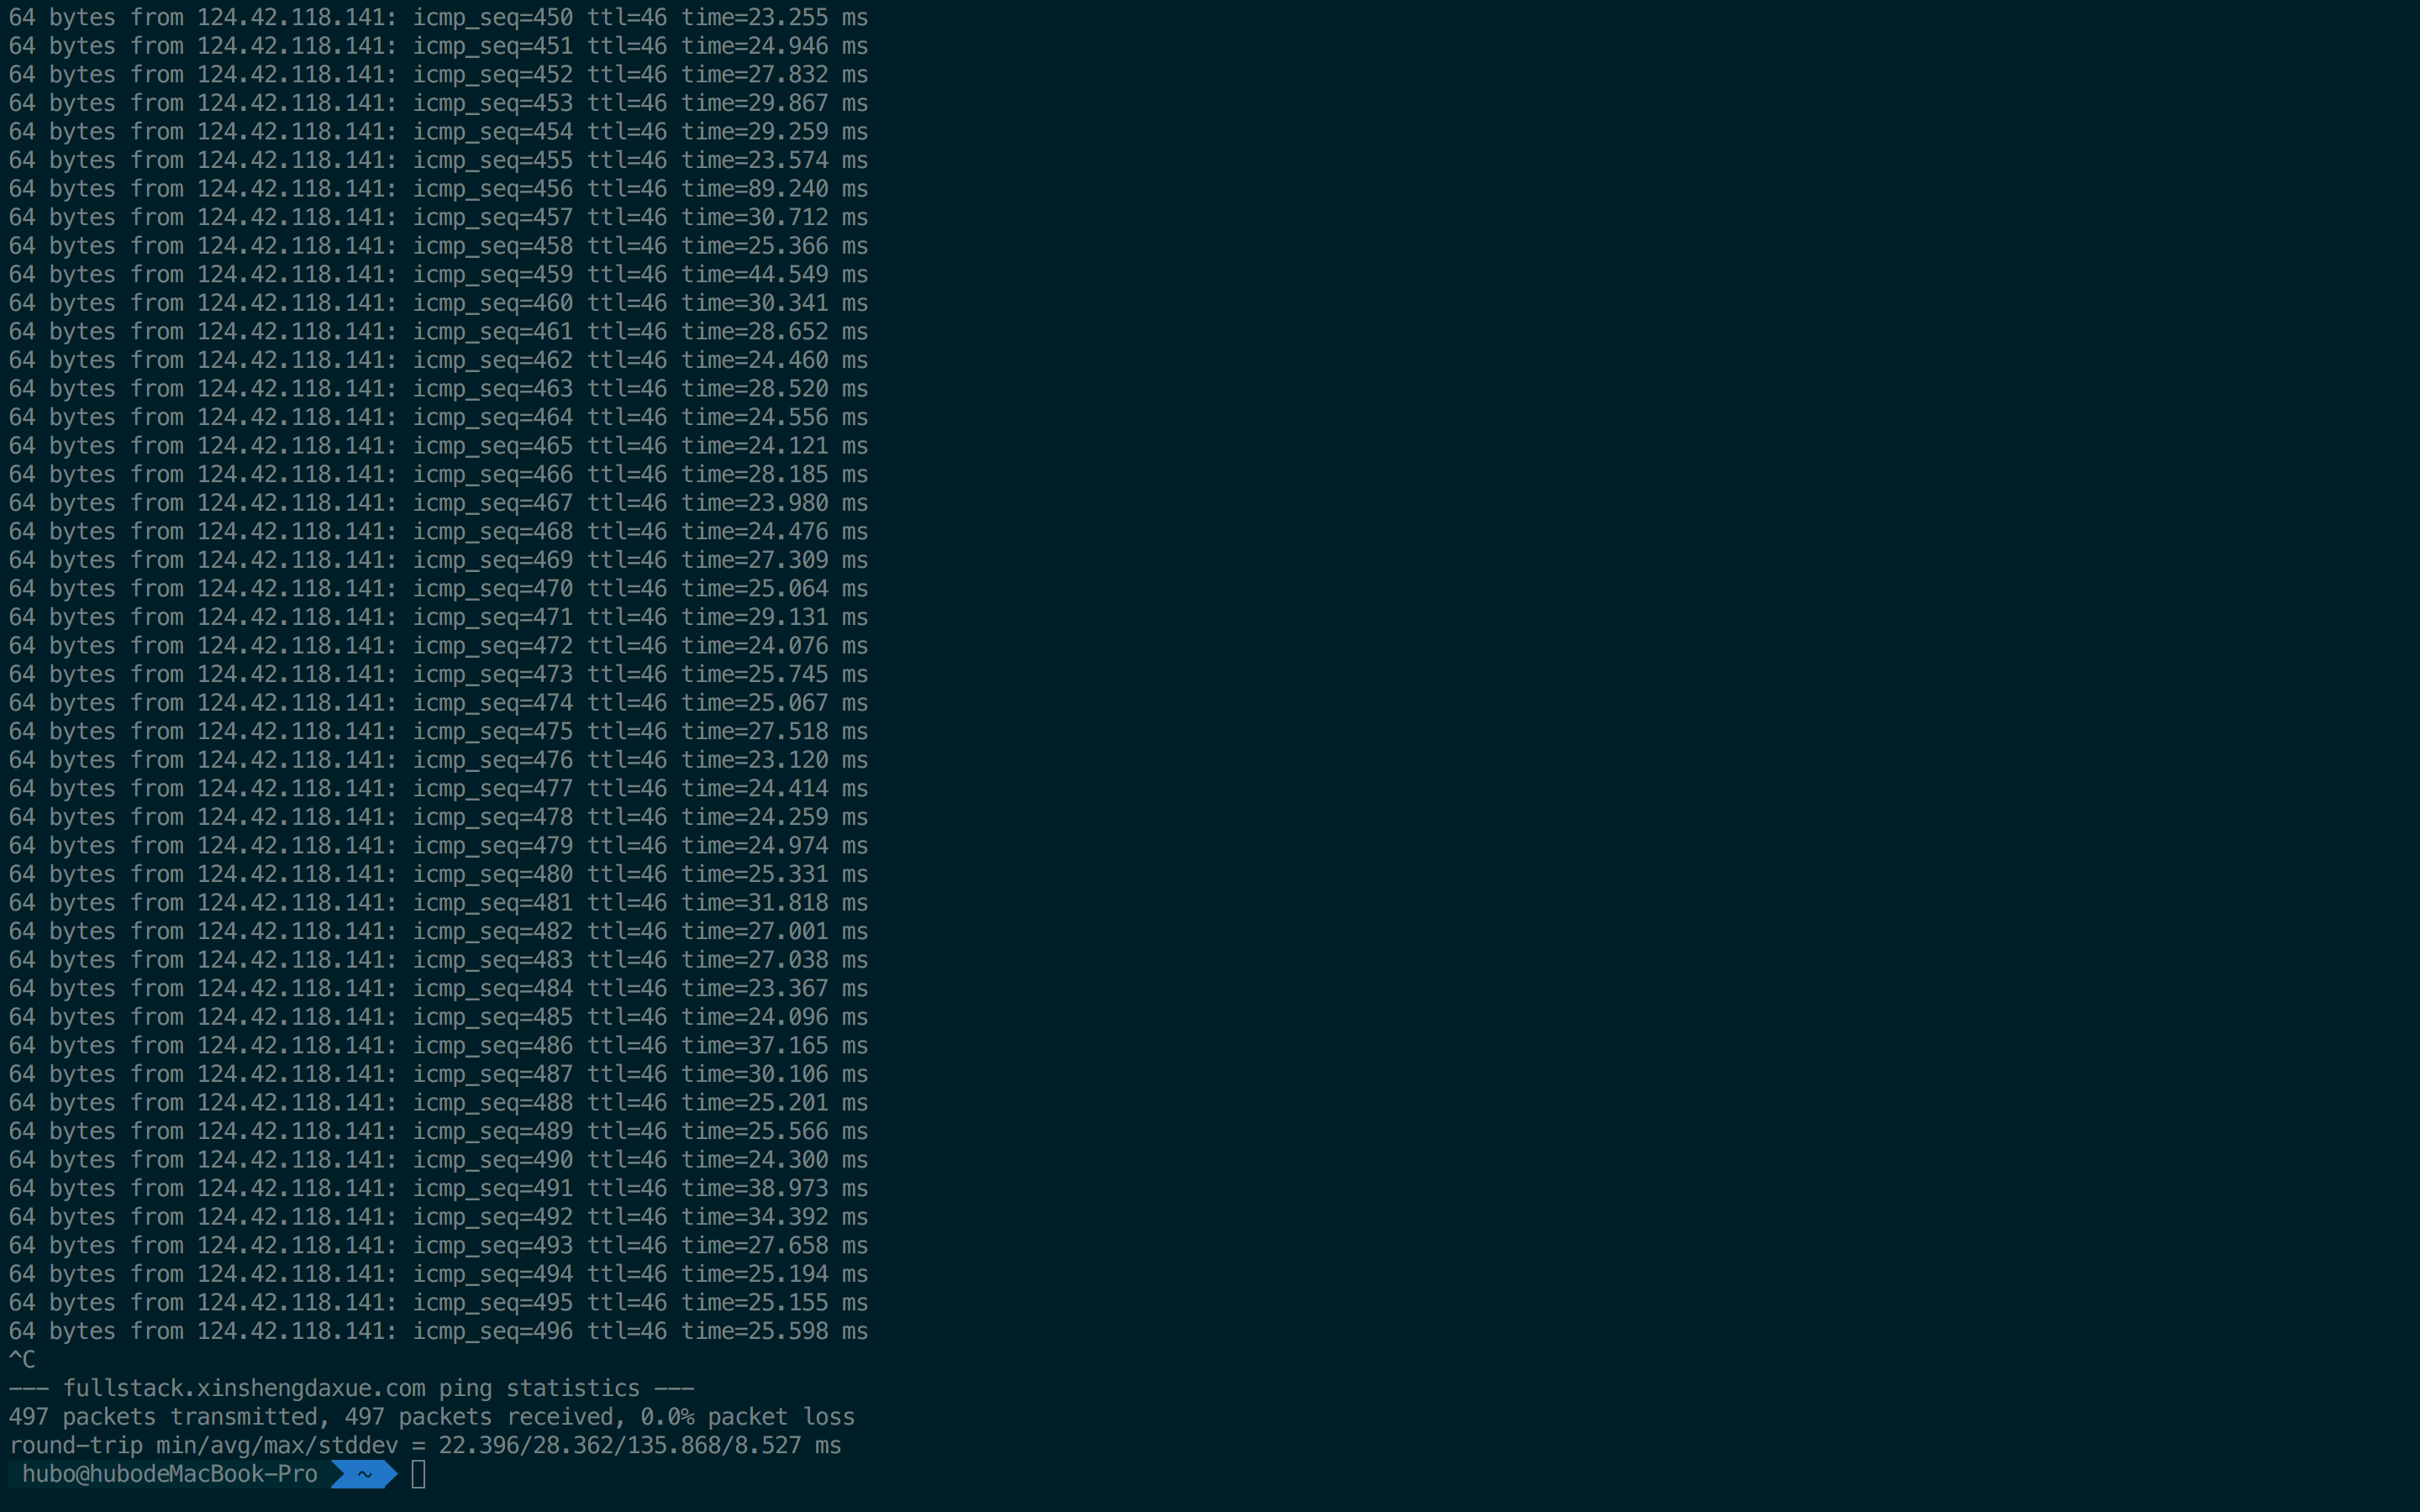 64 bytes from 124.42.118.141: icmp_seq=450 ttl=46 time=23.255 ms
64 bytes from 124.42.118.141: icmp_seq=451 ttl=46 time=24.946 ms
64 bytes from 124.42.118.141: icmp_seq=452 ttl=46 time=27.832 ms
64 bytes from 124.42.118.141: icmp_seq=453 ttl=46 time=29.867 ms
64 bytes from 124.42.118.141: icmp_seq=454 ttl=46 time=29.259 ms
64 bytes from 124.42.118.141: icmp_seq=455 ttl=46 time=23.574 ms
64 bytes from 124.42.118.141: icmp_seq=456 ttl=46 time=89.240 ms
64 bytes from 124.42.118.141: icmp_seq=457 ttl=46 time=30.712 ms
64 bytes from 124.42.118.141: icmp_seq=458 ttl=46 time=25.366 ms
64 bytes from 124.42.118.141: icmp_seq=459 ttl=46 time=44.549 ms
64 bytes from 124.42.118.141: icmp_seq=460 ttl=46 time=30.341 ms
64 bytes from 124.42.118.141: icmp_seq=461 ttl=46 time=28.652 ms
64 bytes from 124.42.118.141: icmp_seq=462 ttl=46 time=24.460 ms
64 bytes from 124.42.118.141: icmp_seq=463 ttl=46 time=28.520 ms
64 bytes from 124.42.118.141: icmp_seq=464 ttl=46 time=24.556 ms
64 bytes from 124.42.118.141: icmp_seq=465 ttl=46 time=24.121 ms
64 bytes from 124.42.118.141: icmp_seq=466 ttl=46 time=28.185 ms
64 bytes from 124.42.118.141: icmp_seq=467 ttl=46 time=23.980 ms
64 bytes from 124.42.118.141: icmp_seq=468 ttl=46 time=24.476 ms
64 bytes from 124.42.118.141: icmp_seq=469 ttl=46 time=27.309 ms
64 bytes from 124.42.118.141: icmp_seq=470 ttl=46 time=25.064 ms
64 bytes from 124.42.118.141: icmp_seq=471 ttl=46 time=29.131 ms
64 bytes from 124.42.118.141: icmp_seq=472 ttl=46 time=24.076 ms
64 bytes from 124.42.118.141: icmp_seq=473 ttl=46 time=25.745 ms
64 bytes from 124.42.118.141: icmp_seq=474 ttl=46 time=25.067 ms
64 bytes from 124.42.118.141: icmp_seq=475 ttl=46 time=27.518 ms
64 bytes from 124.42.118.141: icmp_seq=476 ttl=46 time=23.120 ms
64 bytes from 124.42.118.141: icmp_seq=477 ttl=46 time=24.414 ms
64 bytes from 124.42.118.141: icmp_seq=478 ttl=46 time=24.259 ms
64 bytes from 124.42.118.141: icmp_seq=479 ttl=46 time=24.974 ms
64 bytes from 124.42.118.141: icmp_seq=480 ttl=46 time=25.331 ms
64 bytes from 124.42.118.141: icmp_seq=481 ttl=46 time=31.818 ms
64 bytes from 124.42.118.141: icmp_seq=482 ttl=46 time=27.001 ms
64 bytes from 124.42.118.141: icmp_seq=483 ttl=46 time=27.038 ms
64 bytes from 124.42.118.141: icmp_seq=484 ttl=46 time=23.367 ms
64 bytes from 124.42.118.141: icmp_seq=485 ttl=46 time=24.096 ms
64 bytes from 124.42.118.141: icmp_seq=486 ttl=46 time=37.165 ms
64 bytes from 124.42.118.141: icmp_seq=487 ttl=46 time=30.106 ms
64 bytes from 124.42.118.141: icmp_seq=488 ttl=46 time=25.201 ms
64 bytes from 124.42.118.141: icmp_seq=489 ttl=46 time=25.566 ms
64 bytes from 124.42.118.141: icmp_seq=490 ttl=46 time=24.300 ms
64 bytes from 124.42.118.141: icmp_seq=491 ttl=46 time=38.973 ms
64 bytes from 124.42.118.141: icmp_seq=492 ttl=46 time=34.392 ms
64 bytes from 124.42.118.141: icmp_seq=493 ttl=46 time=27.658 ms
64 bytes from 124.42.118.141: icmp_seq=494 ttl=46 time=25.194 ms
64 bytes from 124.42.118.141: icmp_seq=495 ttl=46 time=25.155 ms
64 bytes from 124.42.118.141: icmp_seq=496 ttl=46 time=25.598 ms
^C
--- fullstack.xinshengdaxue.com ping statistics ---
497 packets transmitted, 497 packets received, 0.0% packet loss
round-trip min/avg/max/stddev = 22.396/28.362/135.868/8.527 ms
hubo@hubodeMacBook-Pro ~